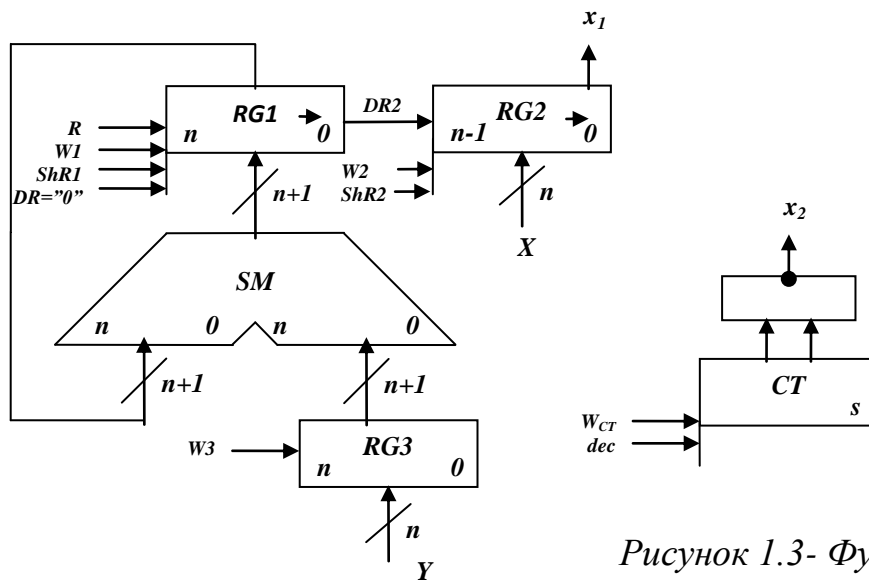 x1
RG1
n
0
DR2
RG2
n-1
0
R
W1
ShR1
DR="0"
W2
ShR2
n+1
n
X
SM
n
0
n
0
n+1
n+1
x2
CT
s
WCT
dec
W3
RG3
n
0
n
Y
Рисунок 1.3- Фу